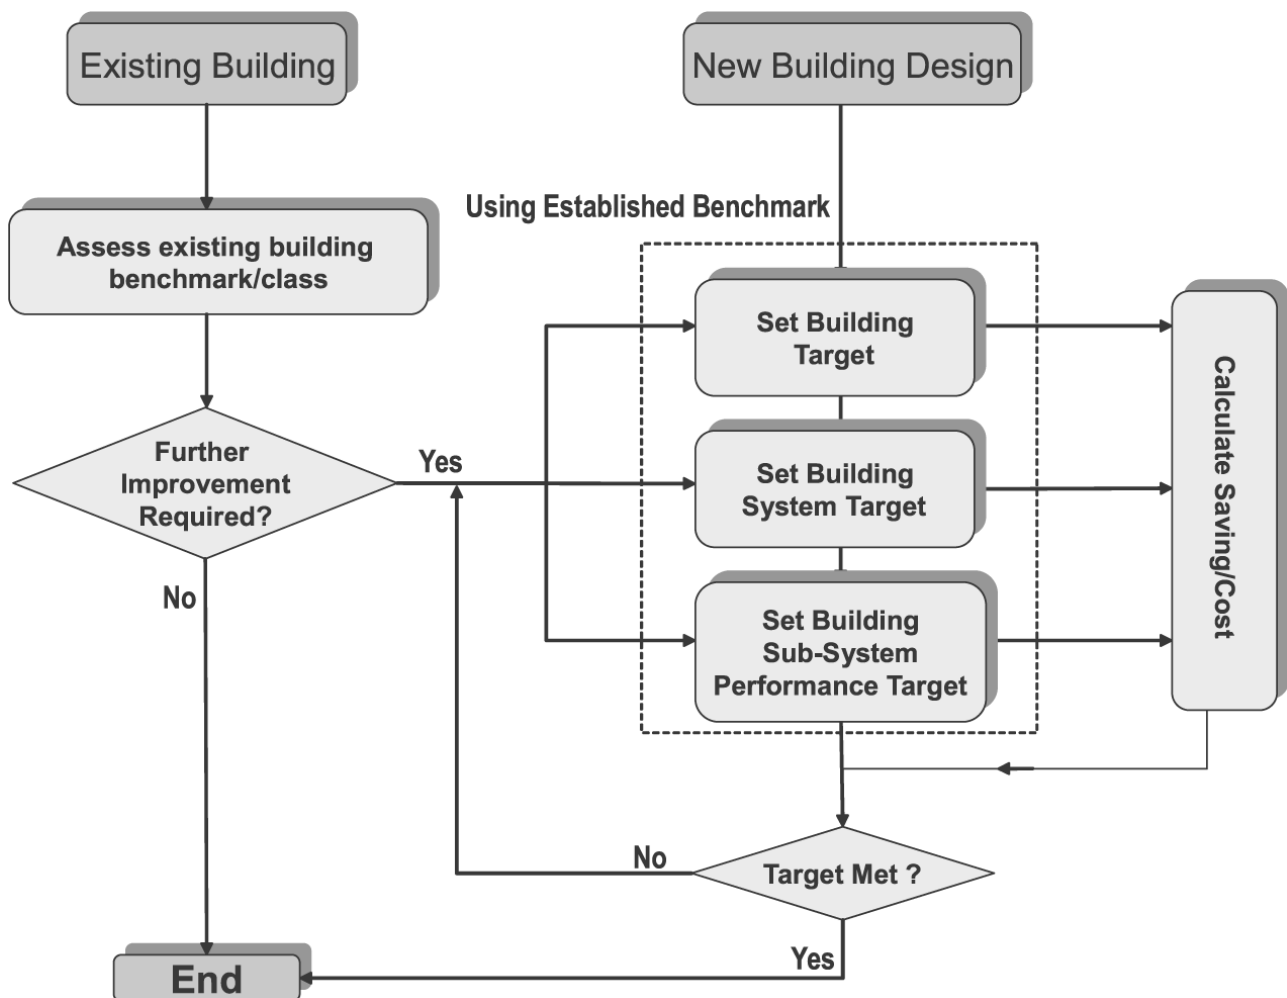 Existing Building
New Building Design
Using Established Benchmark
Assess existing building
benchmark/class
Set Building
Target
Further
Improvement
Required?
Yes
No
Set Building
System Target
Set Building
Sub-System
Performance Target
Calculate Saving/Cost
No
Target Met ?
Yes
End